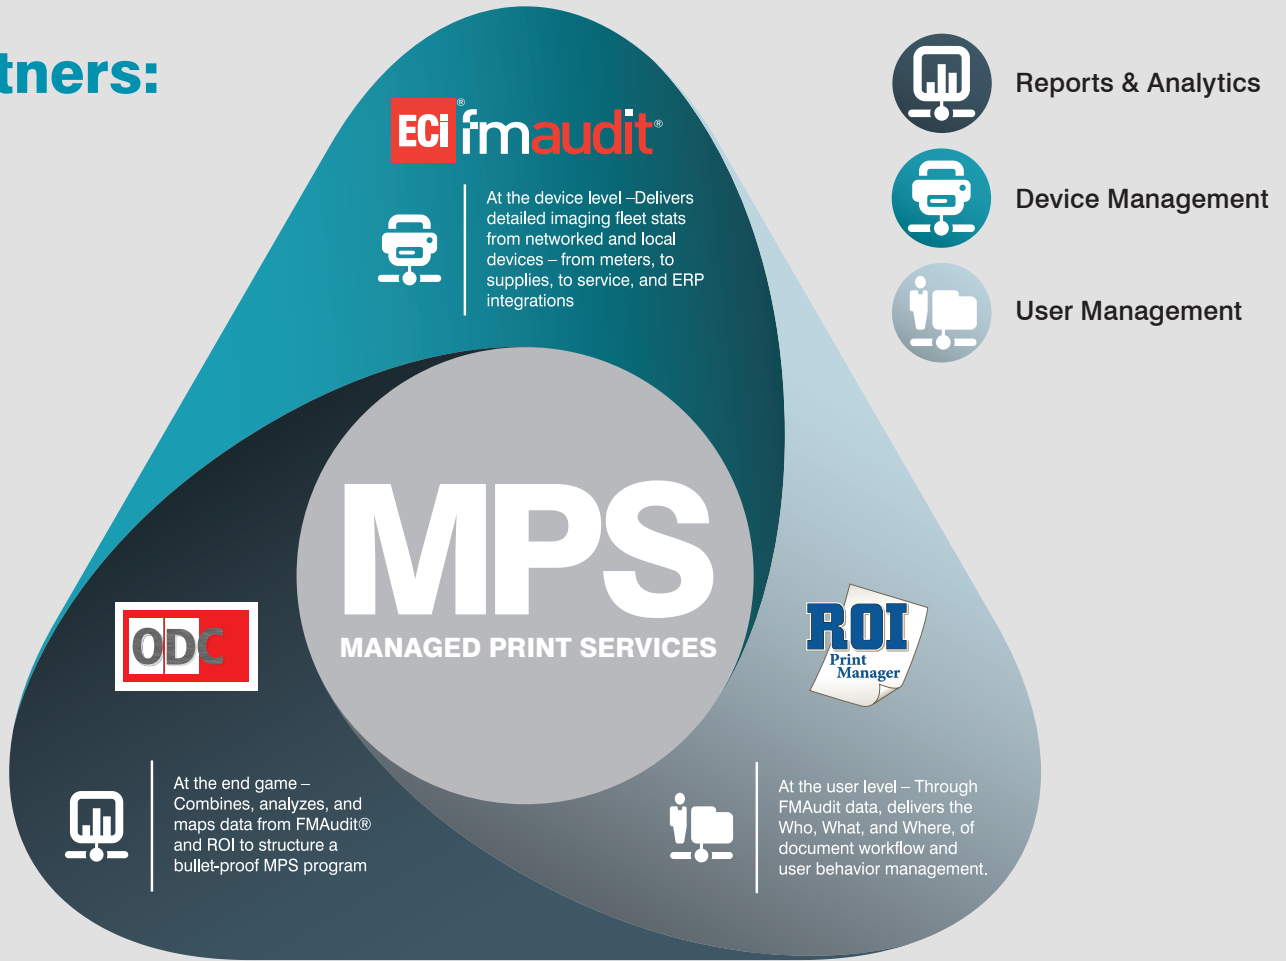 tners:
ECi® fmaudit®
At the device level –Delivers
detailed imaging fleet stats
from networked and local
devices – from meters, to
supplies, to service, and ERP
integrations
Reports & Analytics
Device Management
User Management
MPS
MANAGED PRINT SERVICES
ODC
At the end game –
Combines, analyzes, and
maps data from FMAudit®
and ROI to structure a
bullet-proof MPS program
ROI
Print
Manager
At the user level – Through
FMAudit data, delivers the
Who, What, and Where, of
document workflow and
user behavior management.